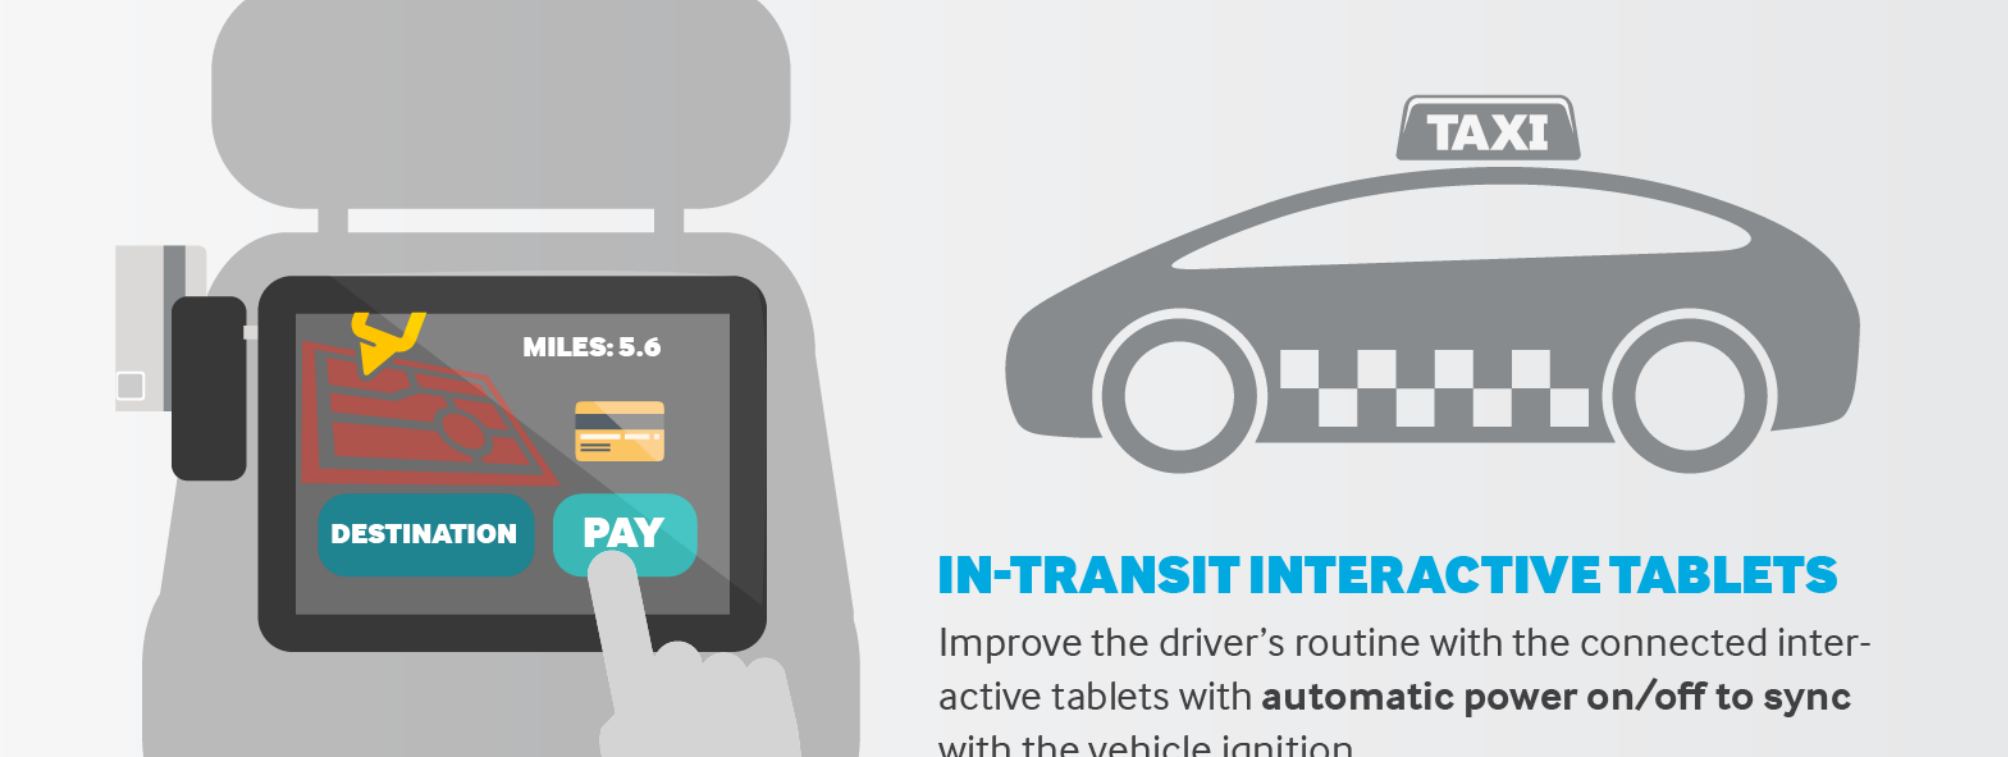 TAXI
MILES: 5.6
DESTINATION
PAY
IN-TRANSIT INTERACTIVE TABLETS
Improve the driver's routine with the connected inter-
active tablets with automatic power on/off to sync
with the vehicle ignition